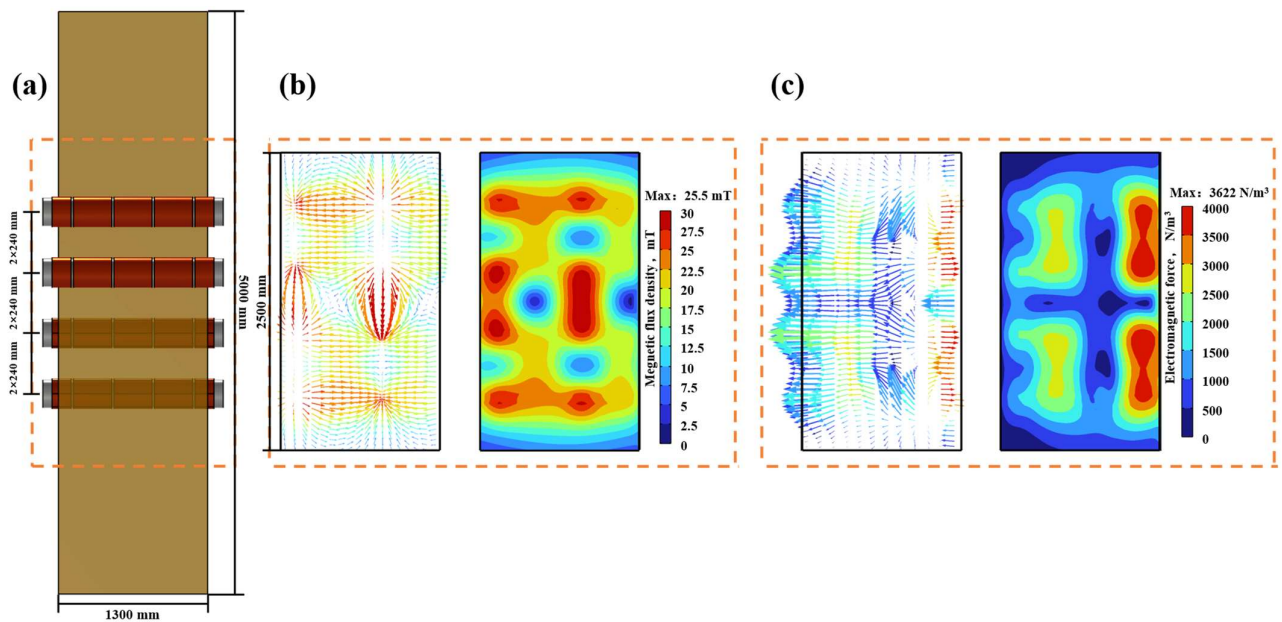 (a)
2×240 mm
2×240 mm
2×240 mm
5000 mm
1300 mm
(b)
2500 mm
Max：25.5 mT
Megnetic flux density，mT
30
27.5
25
22.5
20
17.5
15
12.5
10
7.5
5
2.5
0
(c)
Max：3622 N/m³
Electromagnetic force，N/m³
4000
3500
3000
2500
2000
1500
1000
500
0